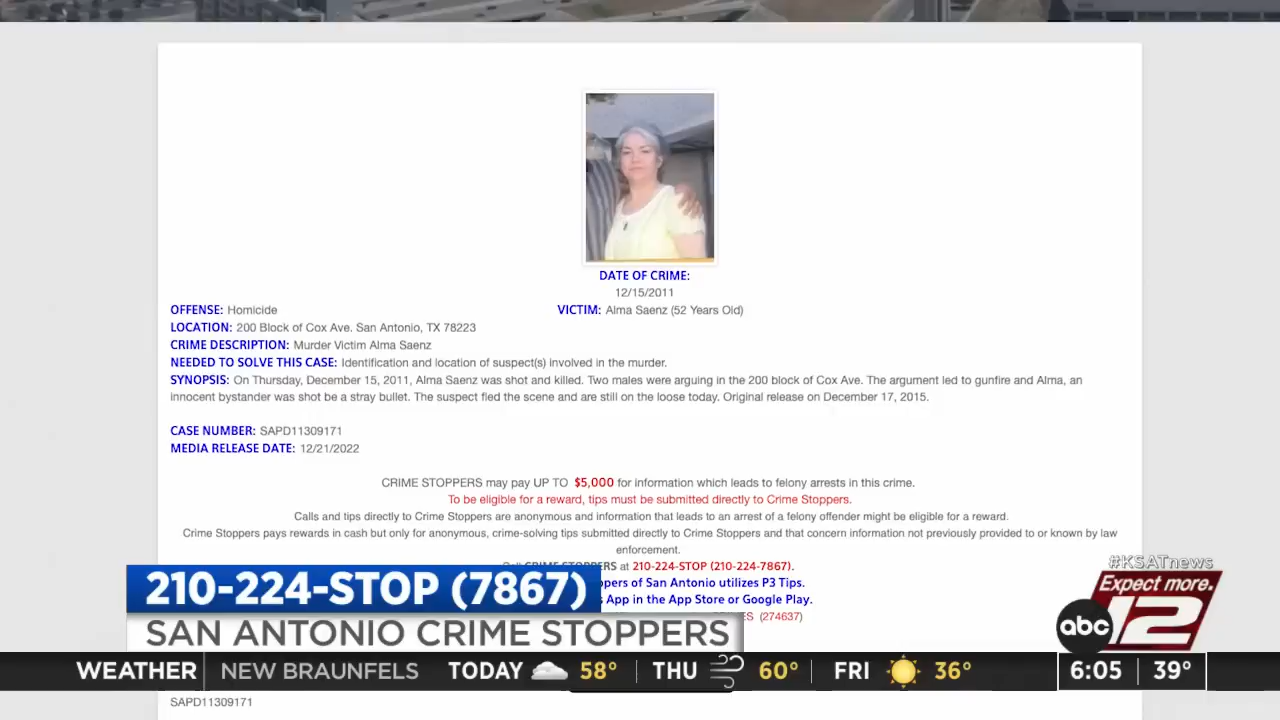 DATE OF CRIME:
12/15/2011
OFFENSE: Homicide
VICTIM: Alma Saenz (52 Years Old)
LOCATION: 200 Block of Cox Ave. San Antonio, TX 78223
CRIME DESCRIPTION: Murder Victim Alma Saenz
NEEDED TO SOLVE THIS CASE: Identification and location of suspect(s) involved in the murder.
SYNOPSIS: On Thursday, December 15, 2011, Alma Saenz was shot and killed. Two males were arguing in the 200 block of Cox Ave. The argument led to gunfire and Alma, an
innocent bystander was shot be a stray bullet. The suspect fled the scene and are still on the loose today. Original release on December 17, 2015.
CASE NUMBER: SAPD11309171
MEDIA RELEASE DATE: 12/21/2022
CRIME STOPPERS may pay UP TO $5,000 for information which leads to felony arrests in this crime.
To be eligible for a reward, tips must be submitted directly to Crime Stoppers.
Calls and tips directly to Crime Stoppers are anonymous and information that leads to an arrest of a felony offender might be eligible for a reward.
Crime Stoppers pays rewards in cash but only for anonymous, crime-solving tips submitted directly to Crime Stoppers and that concern information not previously provided to or known by law
enforcement.
CRIME STOPPERS at 210-224-STOP (210-224-7867).
of San Antonio utilizes P3 Tips.
App in the App Store or Google Play.
(274637)
#KSATnews
210-224-STOP (7867)
SAN ANTONIO CRIME STOPPERS
Expect more.
abc 12
WEATHER NEW BRAUNFELS TODAY 58° THU 60° FRI 36° 6:05 39°
SAPD11309171